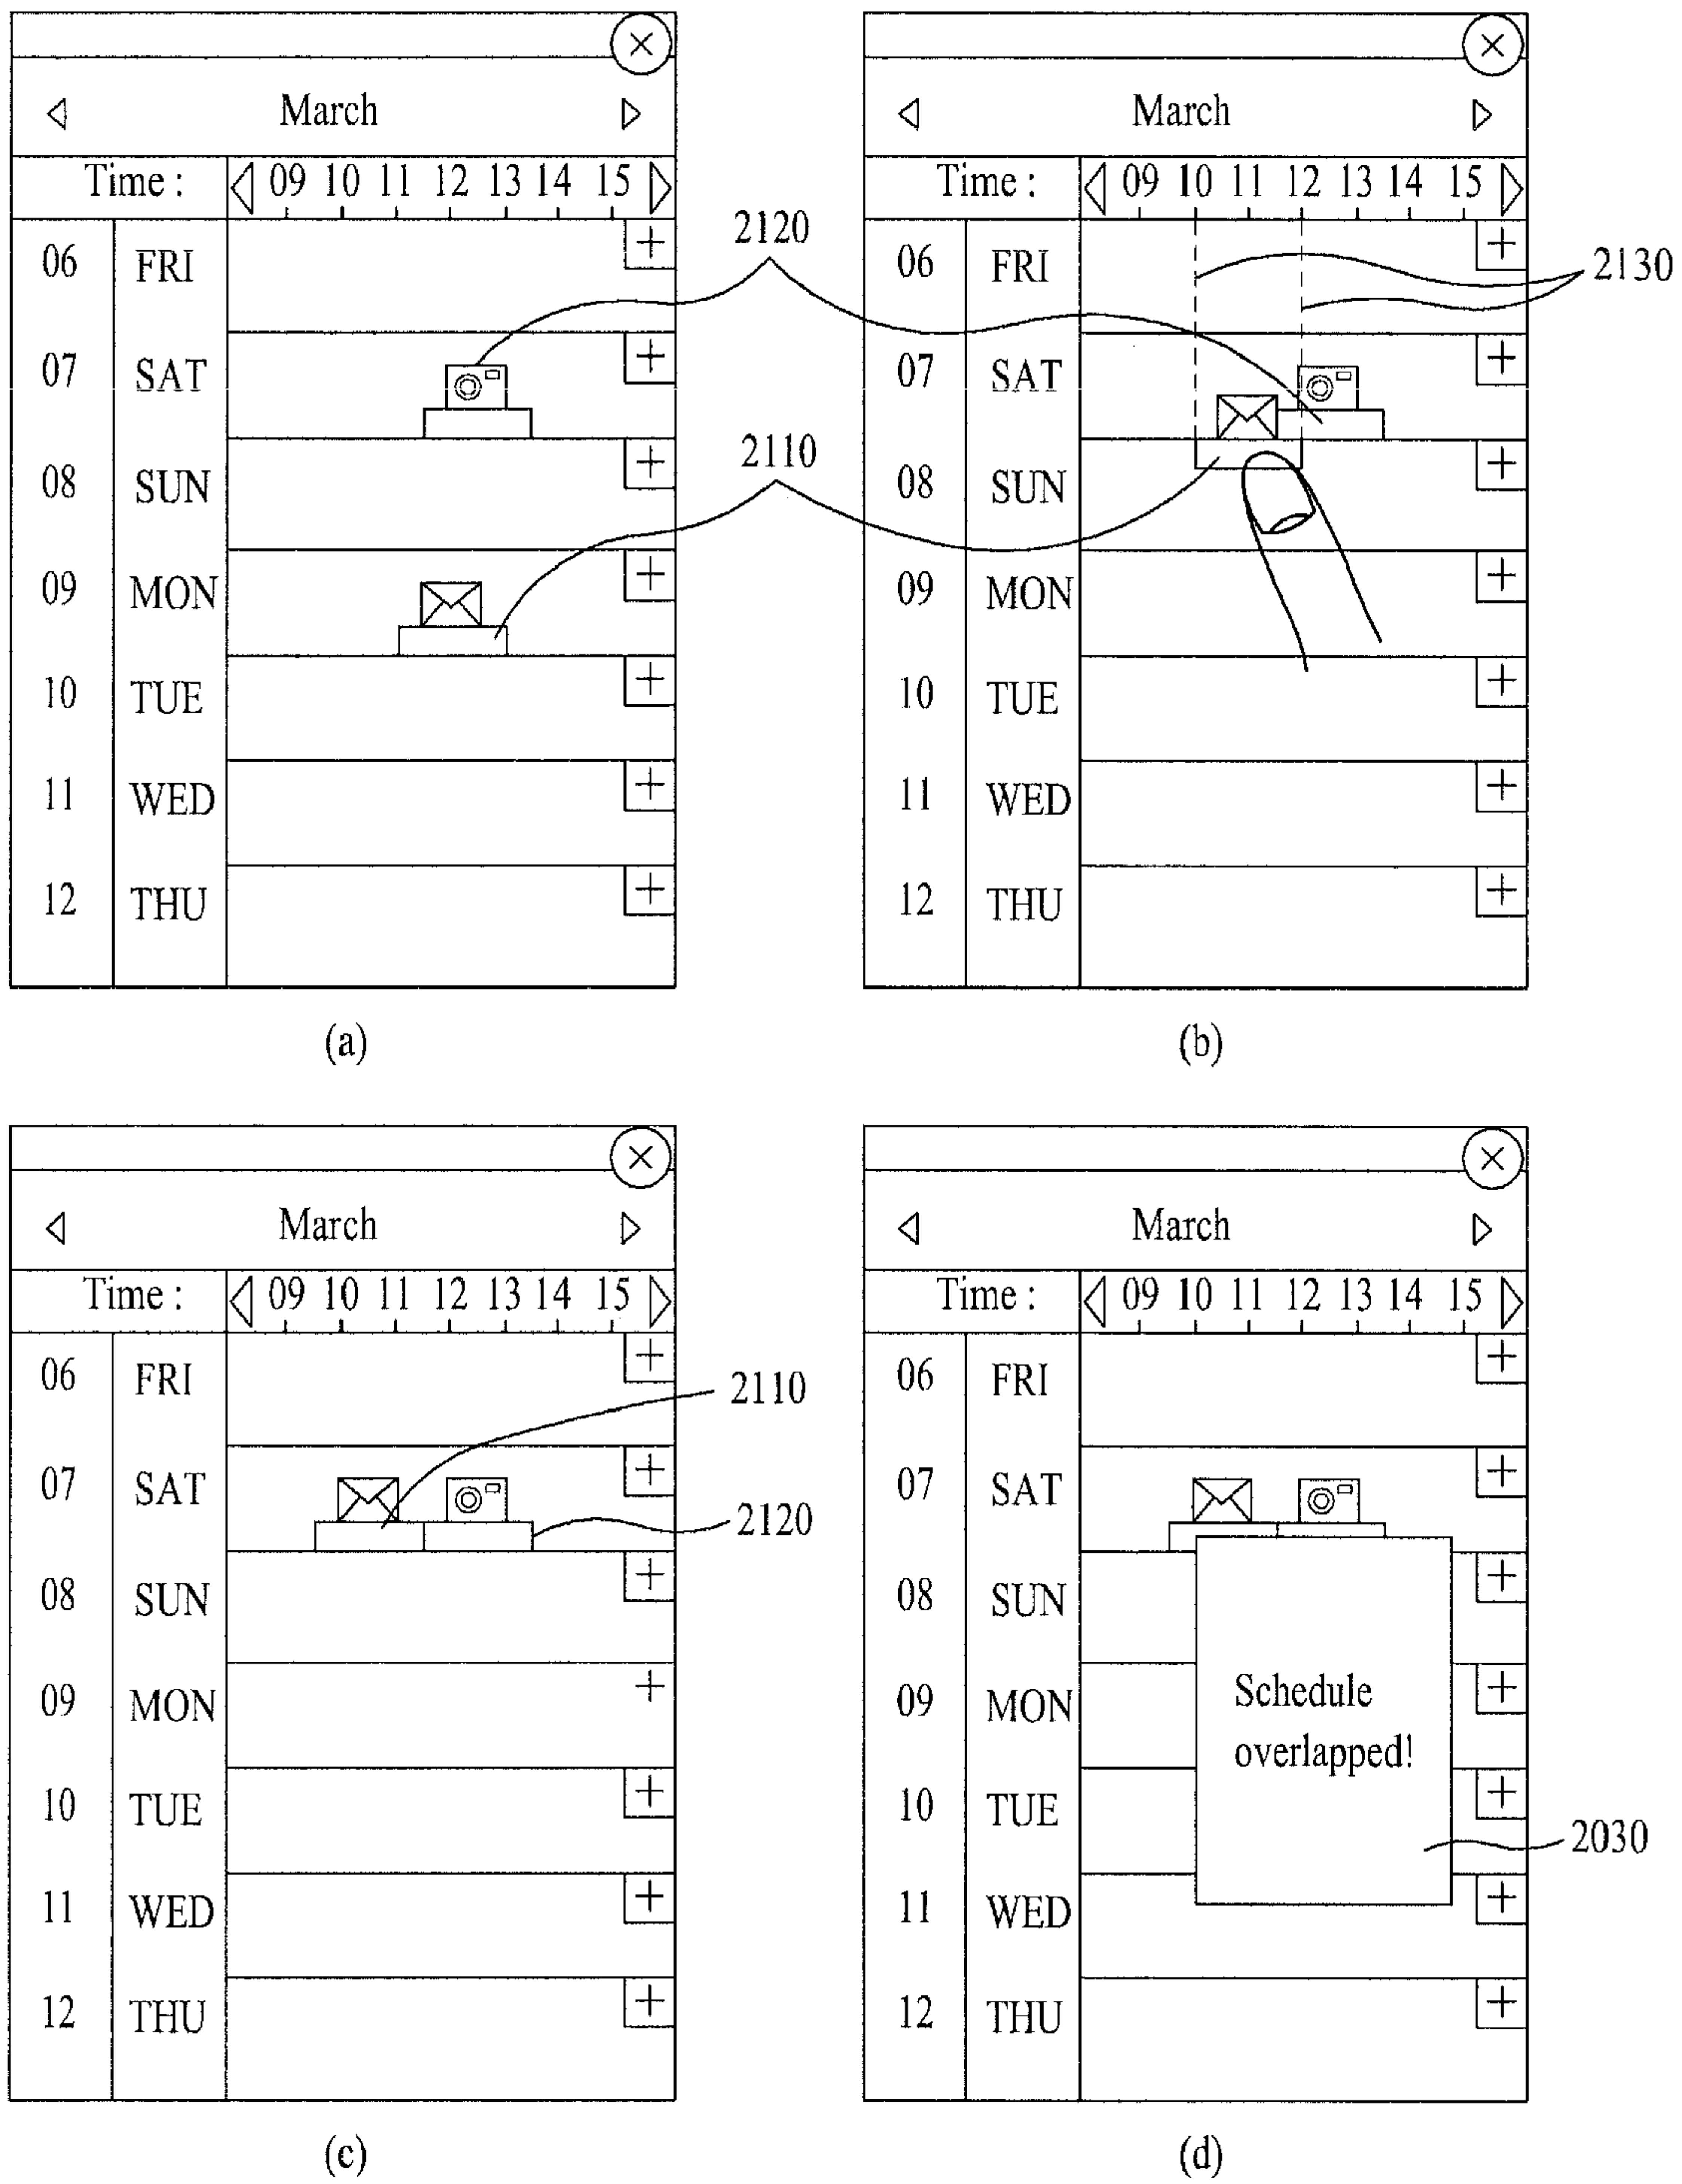 March
Time : 09 10 11 12 13 14 15
06 FRI +
07 SAT +
08 SUN +
09 MON +
10 TUE +
11 WED +
12 THU +
(a)
2120
2110
March
Time : 09 10 11 12 13 14 15
06 FRI +
07 SAT +
08 SUN +
09 MON +
10 TUE +
11 WED +
12 THU +
2130
(b)
March
Time : 09 10 11 12 13 14 15
06 FRI +
07 SAT +
08 SUN +
09 MON +
10 TUE +
11 WED +
12 THU +
2110
2120
(c)
March
Time : 09 10 11 12 13 14 15
06 FRI +
07 SAT +
08 SUN +
09 MON +
10 TUE +
11 WED +
12 THU +
Schedule
overlapped!
2030
(d)